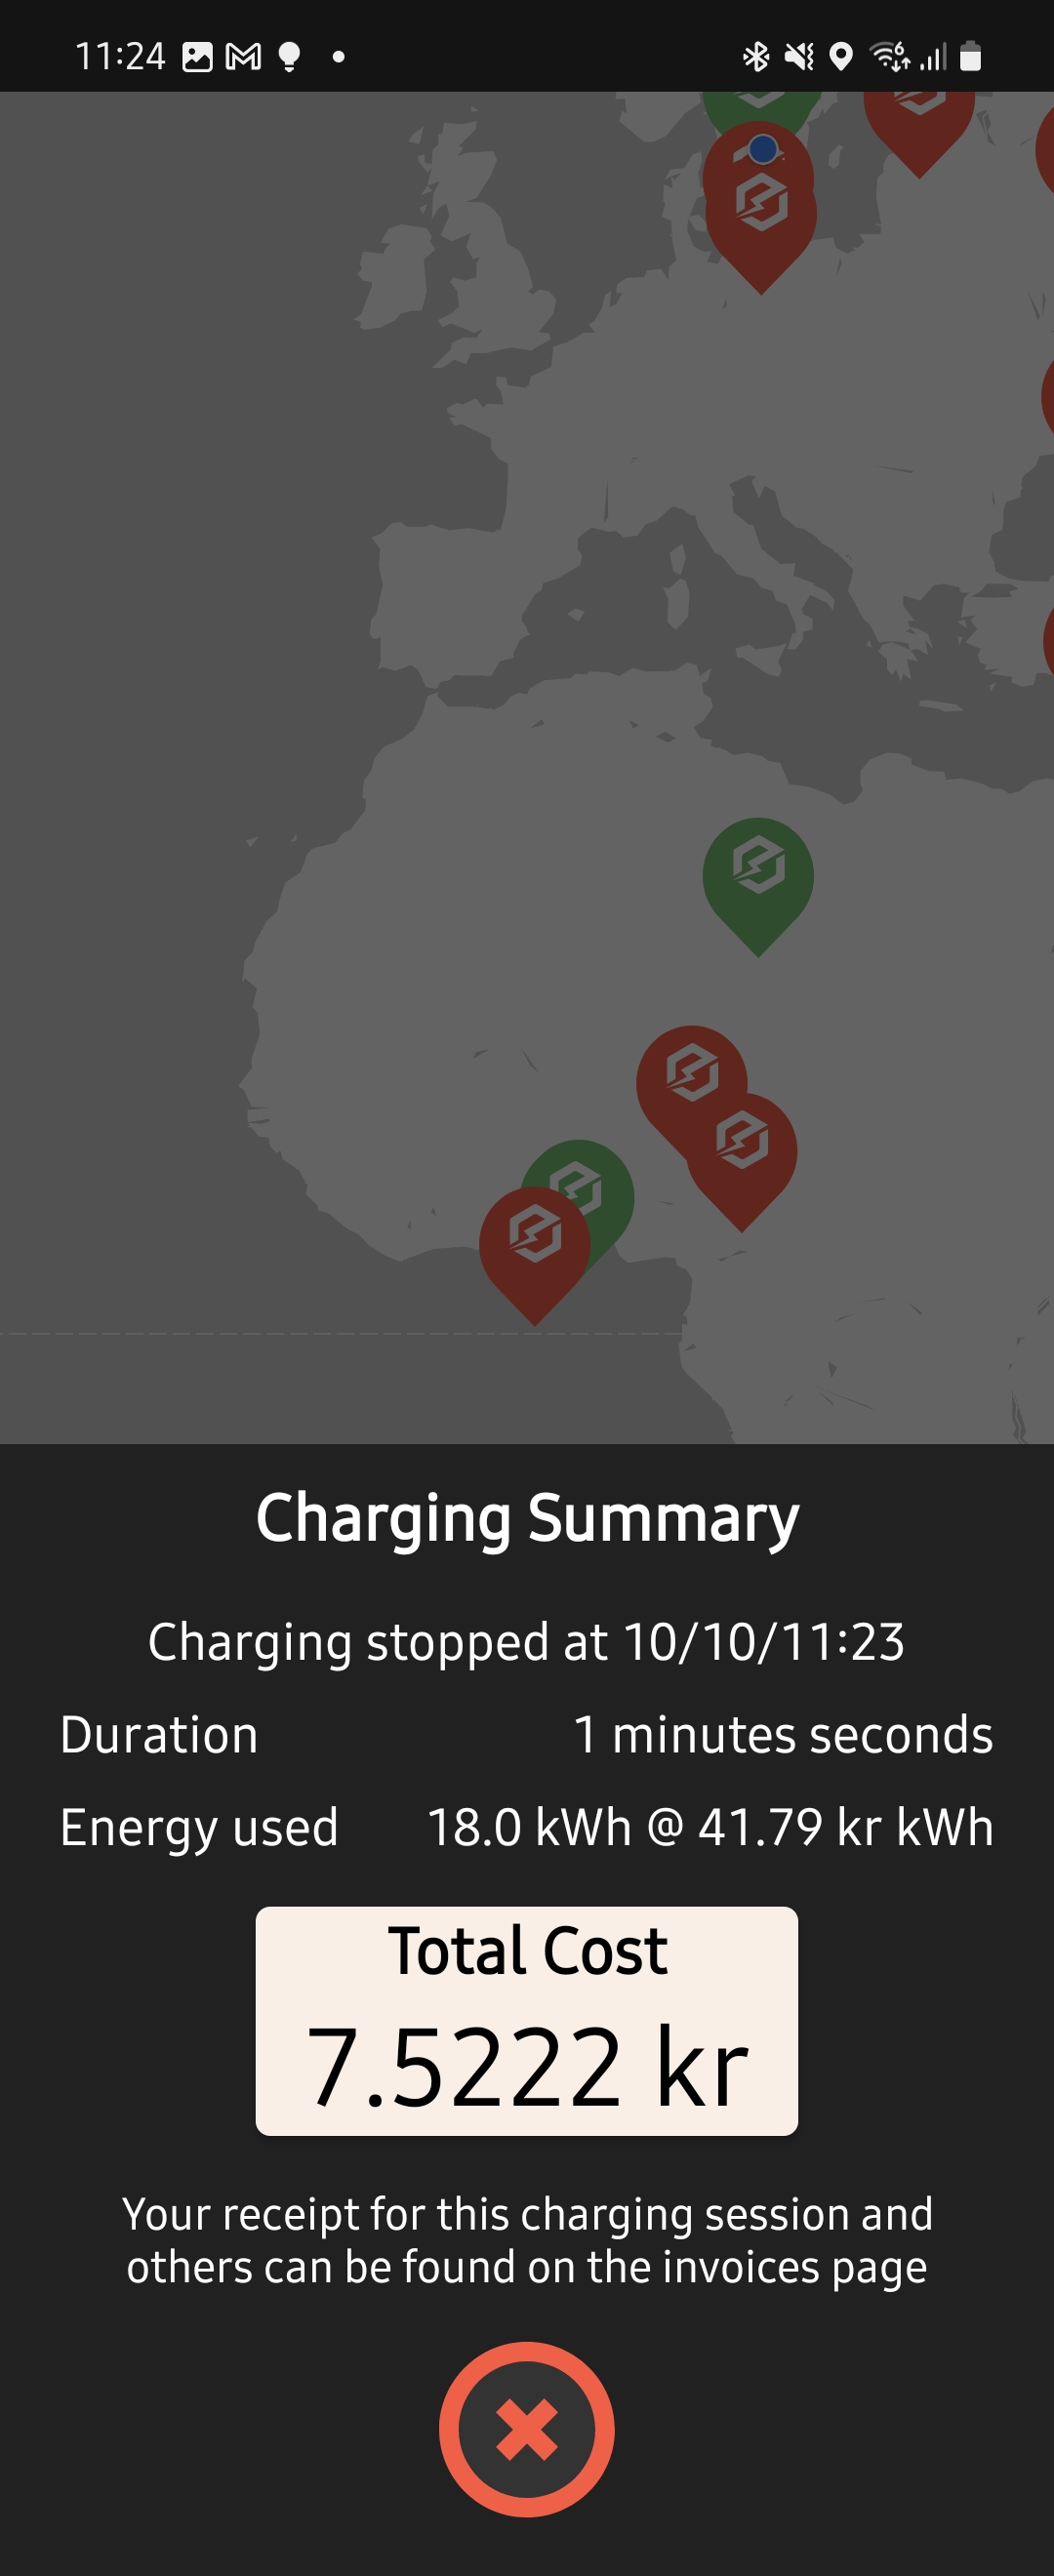 11:24
6
Charging Summary
Charging stopped at 10/10/11:23
Duration 1 minutes seconds
Energy used 18.0 kWh @ 41.79 kr kWh
Total Cost
7.5222 kr
Your receipt for this charging session and
others can be found on the invoices page